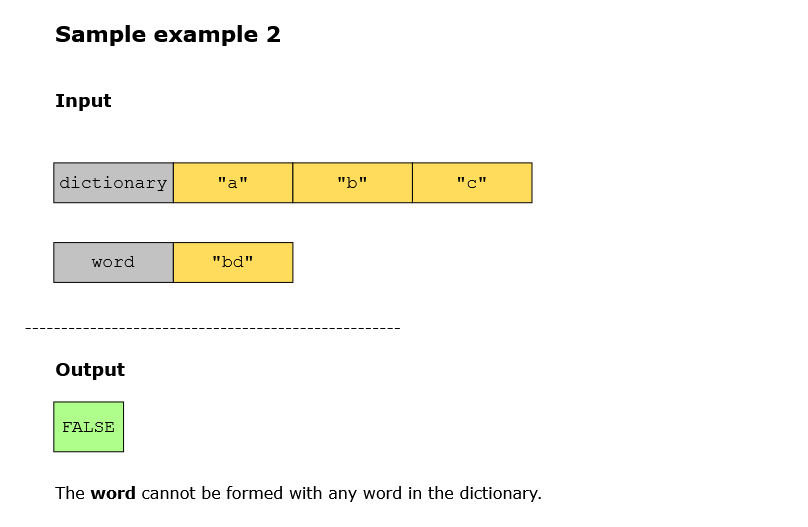 Sample example 2
Input
dictionary "a" "b" "c"
word "bd"
----------------------------------------------------
Output
FALSE
The word cannot be formed with any word in the dictionary.